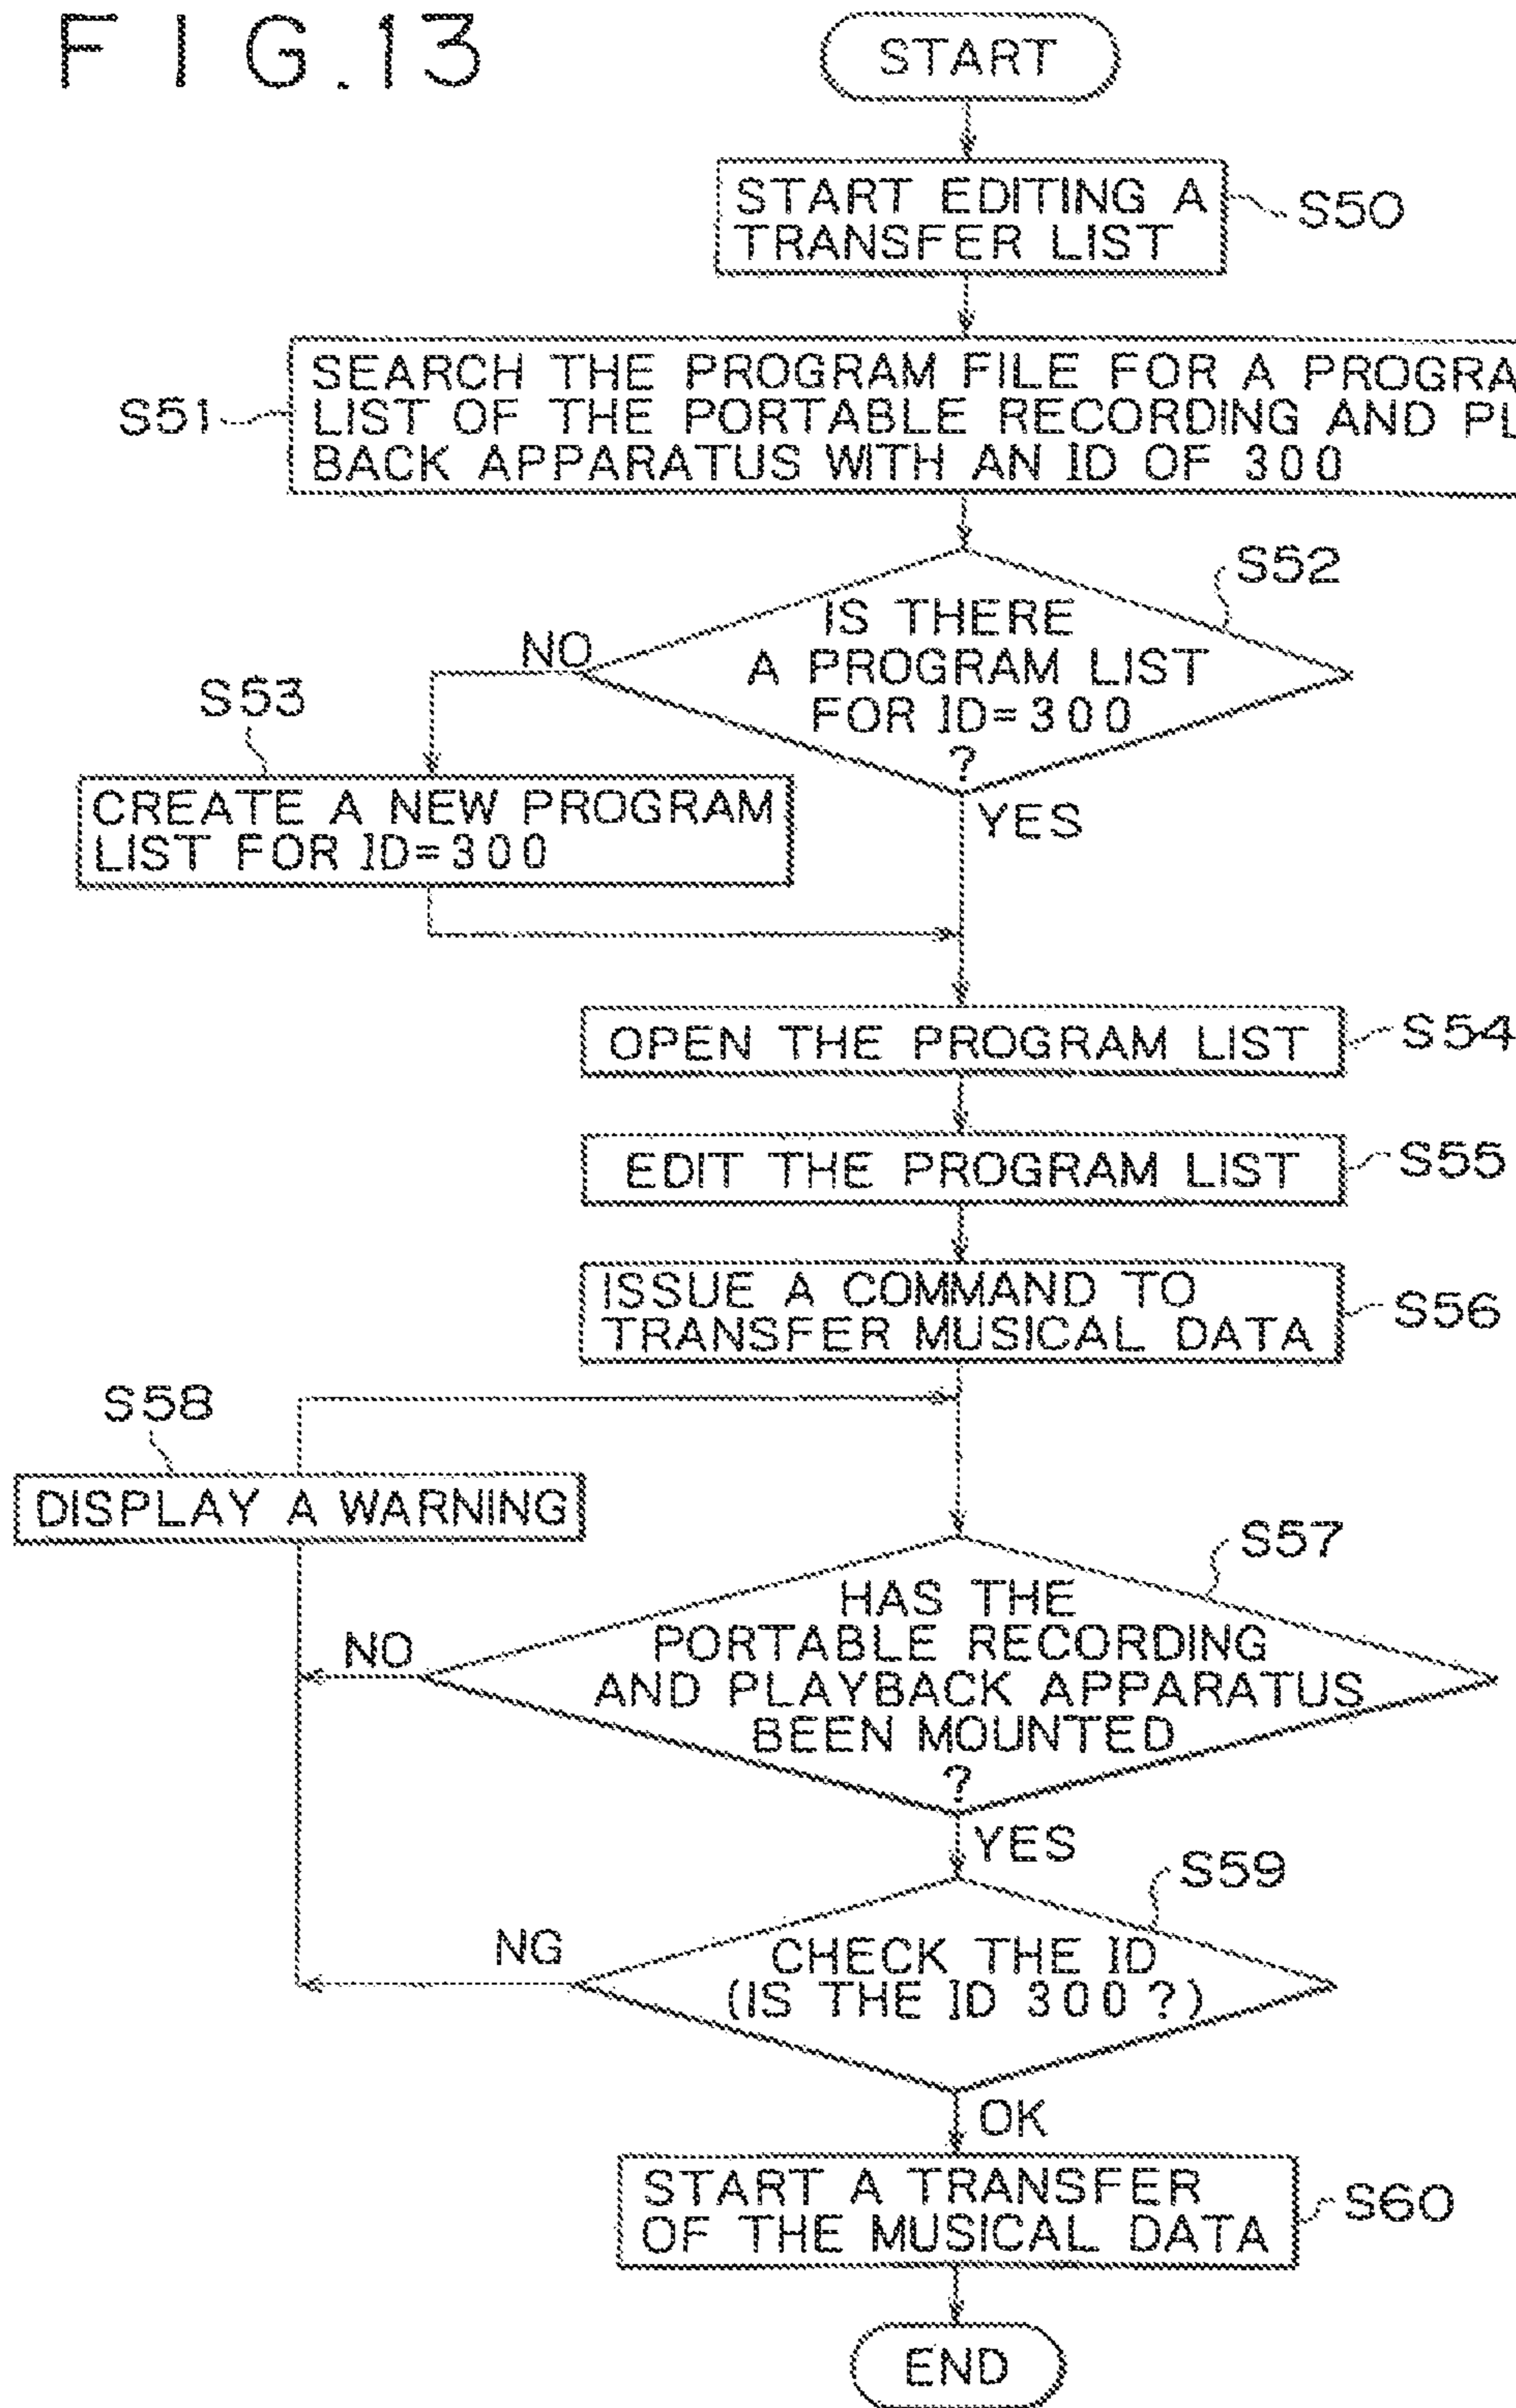 FIG.13
START
START EDITING A
TRANSFER LIST
S50
SEARCH THE PROGRAM FILE FOR A
LIST OF THE PORTABLE RECORDING AND
BACK APPARATUS WITH AN ID OF 300
S51
S52
IS THERE
A PROGRAM LIST
FOR ID=300
?
NO
YES
S53
CREATE A NEW PROGRAM
LIST FOR ID=300
OPEN THE PROGRAM LIST
S54
EDIT THE PROGRAM LIST
S55
ISSUE A COMMAND TO
TRANSFER MUSICAL DATA
S56
S58
DISPLAY A WARNING
S57
HAS THE
PORTABLE RECORDING
AND PLAYBACK APPARATUS
BEEN MOUNTED
?
NO
YES
S59
CHECK THE ID
(IS THE ID 300?)
NG
OK
START A TRANSFER
OF THE MUSICAL DATA
S60
END